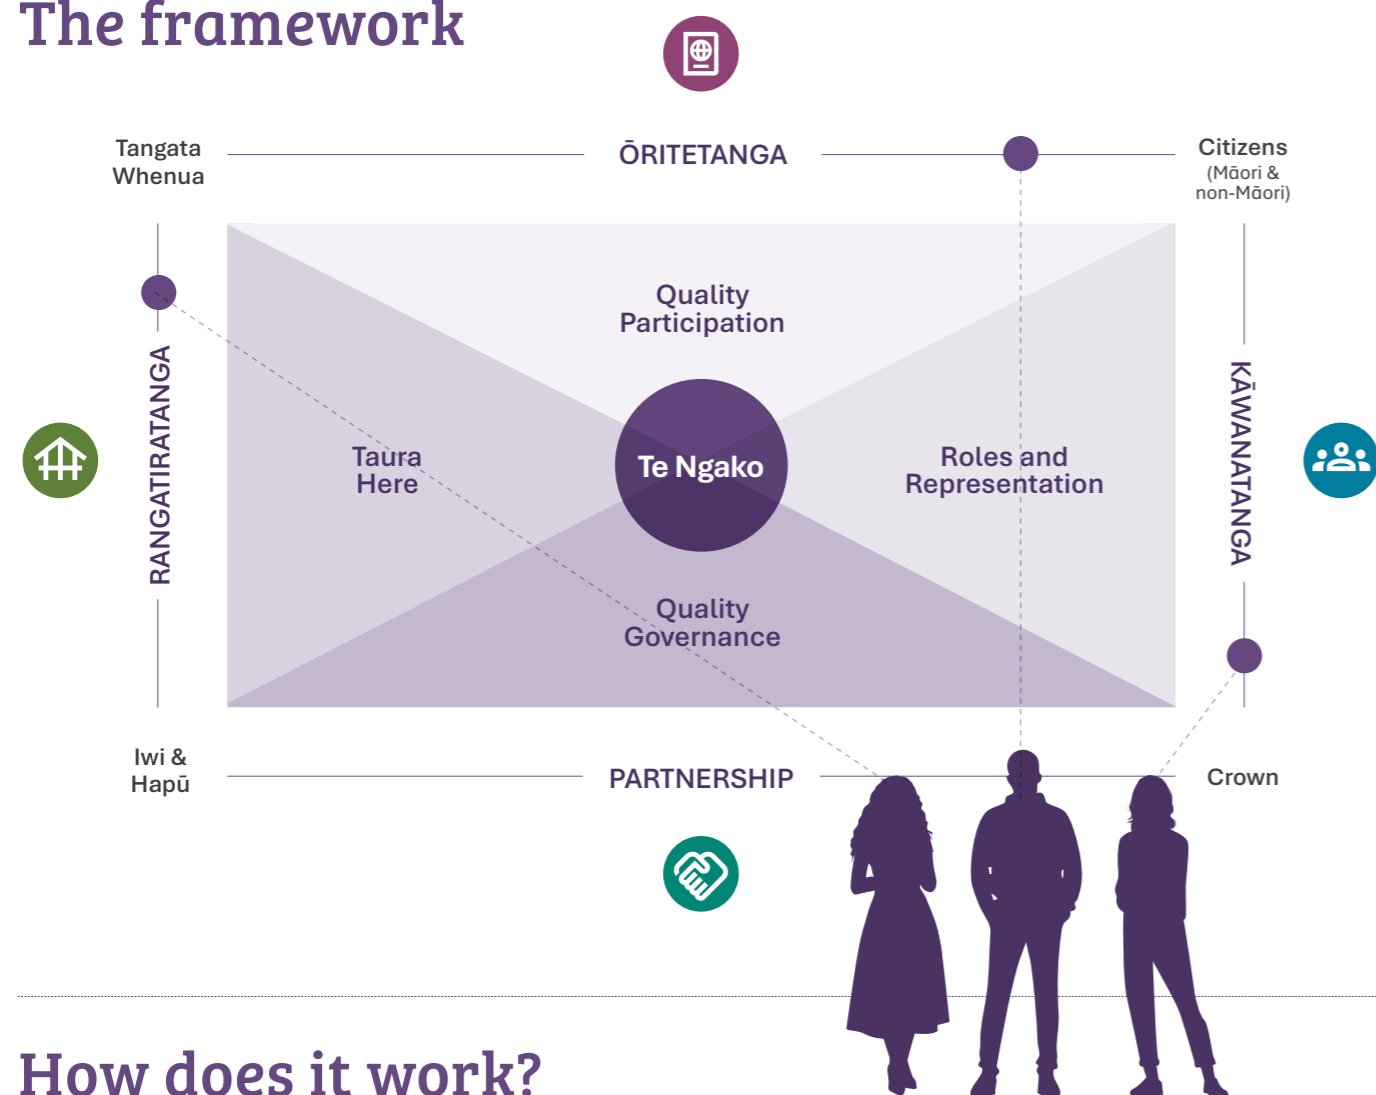 The framework
Tangata
Whenua
ŌRITETANGA
Citizens
(Māori &
non-Māori)
Quality
Participation
RANGATIRATANGA
Taura
Here
Te Ngako
Roles and
Representation
KĀWANATANGA
Quality
Governance
Iwi &
Hapū
PARTNERSHIP
Crown
How does it work?